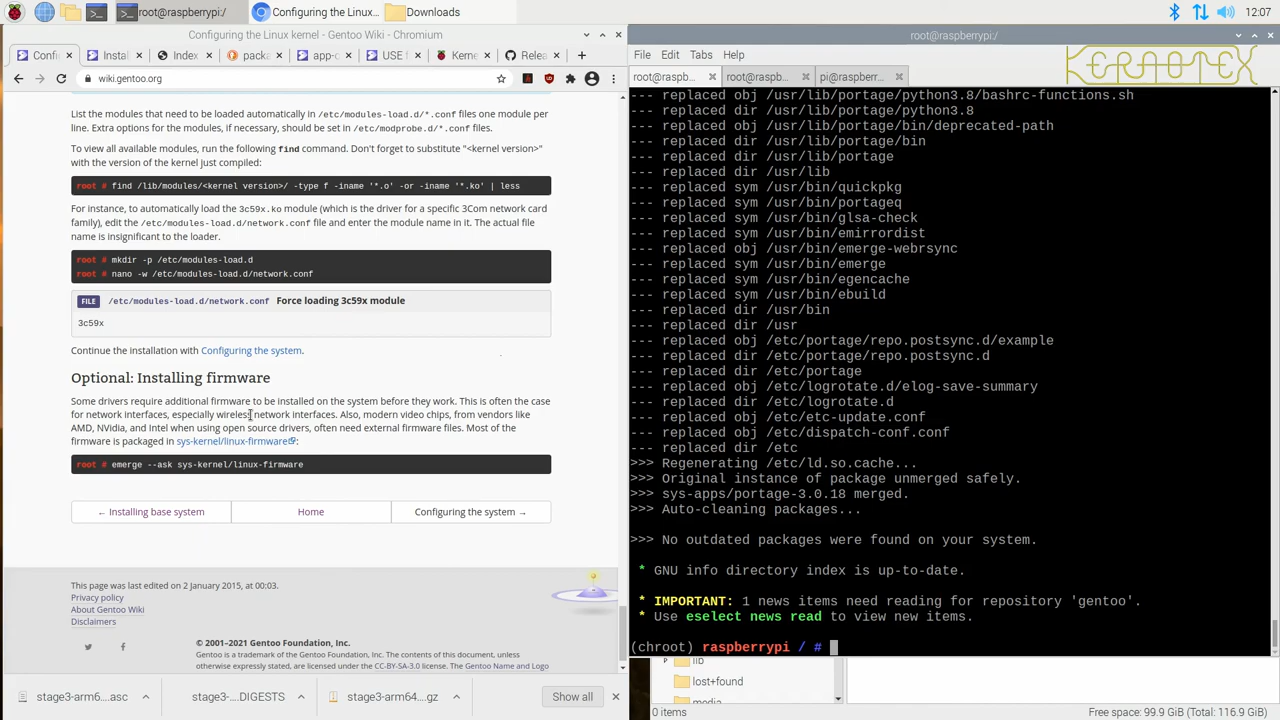 root@raspberrypi:/
Configuring the Linux...
Downloads
12:07
Configuring the Linux kernel - Gentoo Wiki - Chromium
Confi
Instal
Index
packa
app-c
USE f
Kerne
Relea
wiki.gentoo.org
List the modules that need to be loaded automatically in /etc/modules-load.d/*.conf files one module per
line. Extra options for the modules, if necessary, should be set in /etc/modprobe.d/*.conf files.
To view all available modules, run the following find command. Don't forget to substitute "<kernel version>"
with the version of the kernel just compiled:
root # find /lib/modules/<kernel version>/ -type f -iname '*.o' -or -iname '*.ko' | less
For instance, to automatically load the 3c59x.ko module (which is the driver for a specific 3Com network card
family), edit the /etc/modules-load.d/network.conf file and enter the module name in it. The actual file
name is insignificant to the loader.
root # mkdir -p /etc/modules-load.d
root # nano -w /etc/modules-load.d/network.conf
FILE /etc/modules-load.d/network.conf Force loading 3c59x module
3c59x
Continue the installation with Configuring the system.
Optional: Installing firmware
Some drivers require additional firmware to be installed on the system before they work. This is often the case
for network interfaces, especially wireless network interfaces. Also, modern video chips, from vendors like
AMD, NVidia, and Intel when using open source drivers, often need external firmware files. Most of the
firmware is packaged in sys-kernel/linux-firmware:
root # emerge --ask sys-kernel/linux-firmware
← Installing base system
Home
Configuring the system →
This page was last edited on 2 January 2015, at 00:03.
Privacy policy
About Gentoo Wiki
Disclaimers
© 2001–2021 Gentoo Foundation, Inc.
Gentoo is a trademark of the Gentoo Foundation, Inc. The contents of this document, unless
otherwise expressly stated, are licensed under the CC-BY-SA-3.0 license. The Gentoo Name and Logo
stage3-arm6....asc
stage3-....DIGESTS
stage3-arm64....gz
Show all
root@raspberrypi:/
File Edit Tabs Help
KEROOTEX
root@raspb...
root@raspb...
pi@raspberr...
--- replaced obj /usr/lib/portage/python3.8/bashrc-functions.sh
--- replaced dir /usr/lib/portage/python3.8
--- replaced obj /usr/lib/portage/bin/deprecated-path
--- replaced dir /usr/lib/portage/bin
--- replaced dir /usr/lib/portage
--- replaced dir /usr/lib
--- replaced sym /usr/bin/quickpkg
--- replaced sym /usr/bin/portageq
--- replaced sym /usr/bin/glsa-check
--- replaced sym /usr/bin/emirrordist
--- replaced obj /usr/bin/emerge-webrsync
--- replaced sym /usr/bin/emerge
--- replaced sym /usr/bin/egencache
--- replaced sym /usr/bin/ebuild
--- replaced dir /usr/bin
--- replaced dir /usr
--- replaced obj /etc/portage/repo.postsync.d/example
--- replaced dir /etc/portage/repo.postsync.d
--- replaced dir /etc/portage
--- replaced obj /etc/logrotate.d/elog-save-summary
--- replaced dir /etc/logrotate.d
--- replaced obj /etc/etc-update.conf
--- replaced obj /etc/dispatch-conf.conf
--- replaced dir /etc
>>> Regenerating /etc/ld.so.cache...
>>> Original instance of package unmerged safely.
>>> sys-apps/portage-3.0.18 merged.
>>> Auto-cleaning packages...
>>> No outdated packages were found on your system.
* GNU info directory index is up-to-date.
* IMPORTANT: 1 news items need reading for repository 'gentoo'.
* Use eselect news read to view new items.
(chroot) raspberrypi / #
lib
lost+found
media
0 items
Free space: 99.9 GiB (Total: 116.9 GiB)